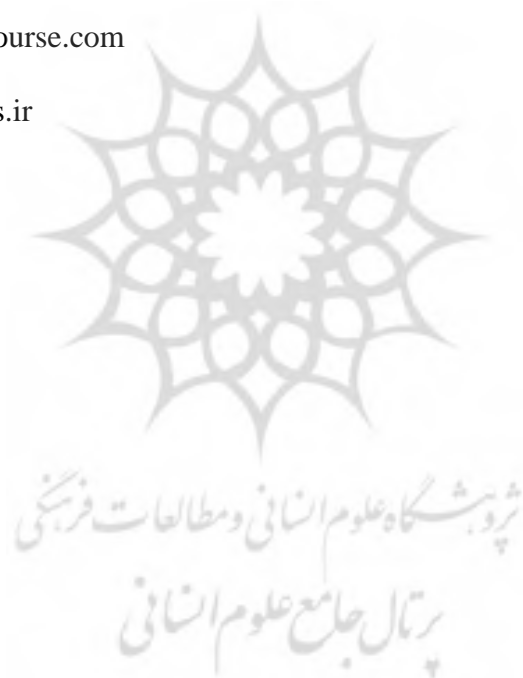 ourse.com
s.ir
پژوهشگاه علوم انسانی و مطالعات فرهنگی
پرتال جامع علوم انسانی